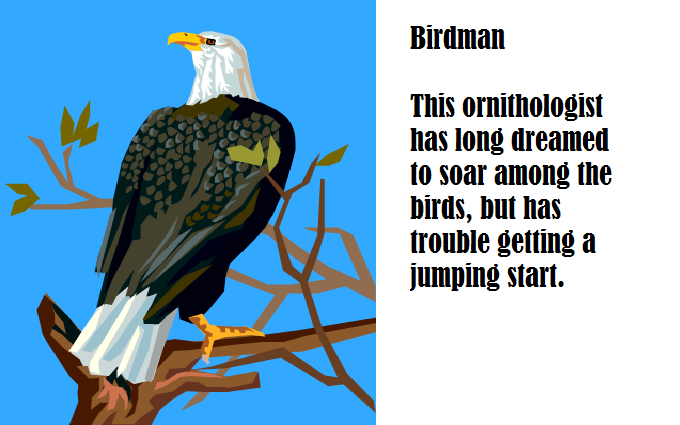 Birdman
This ornithologist
has long dreamed
to soar among the
birds, but has
trouble getting a
jumping start.